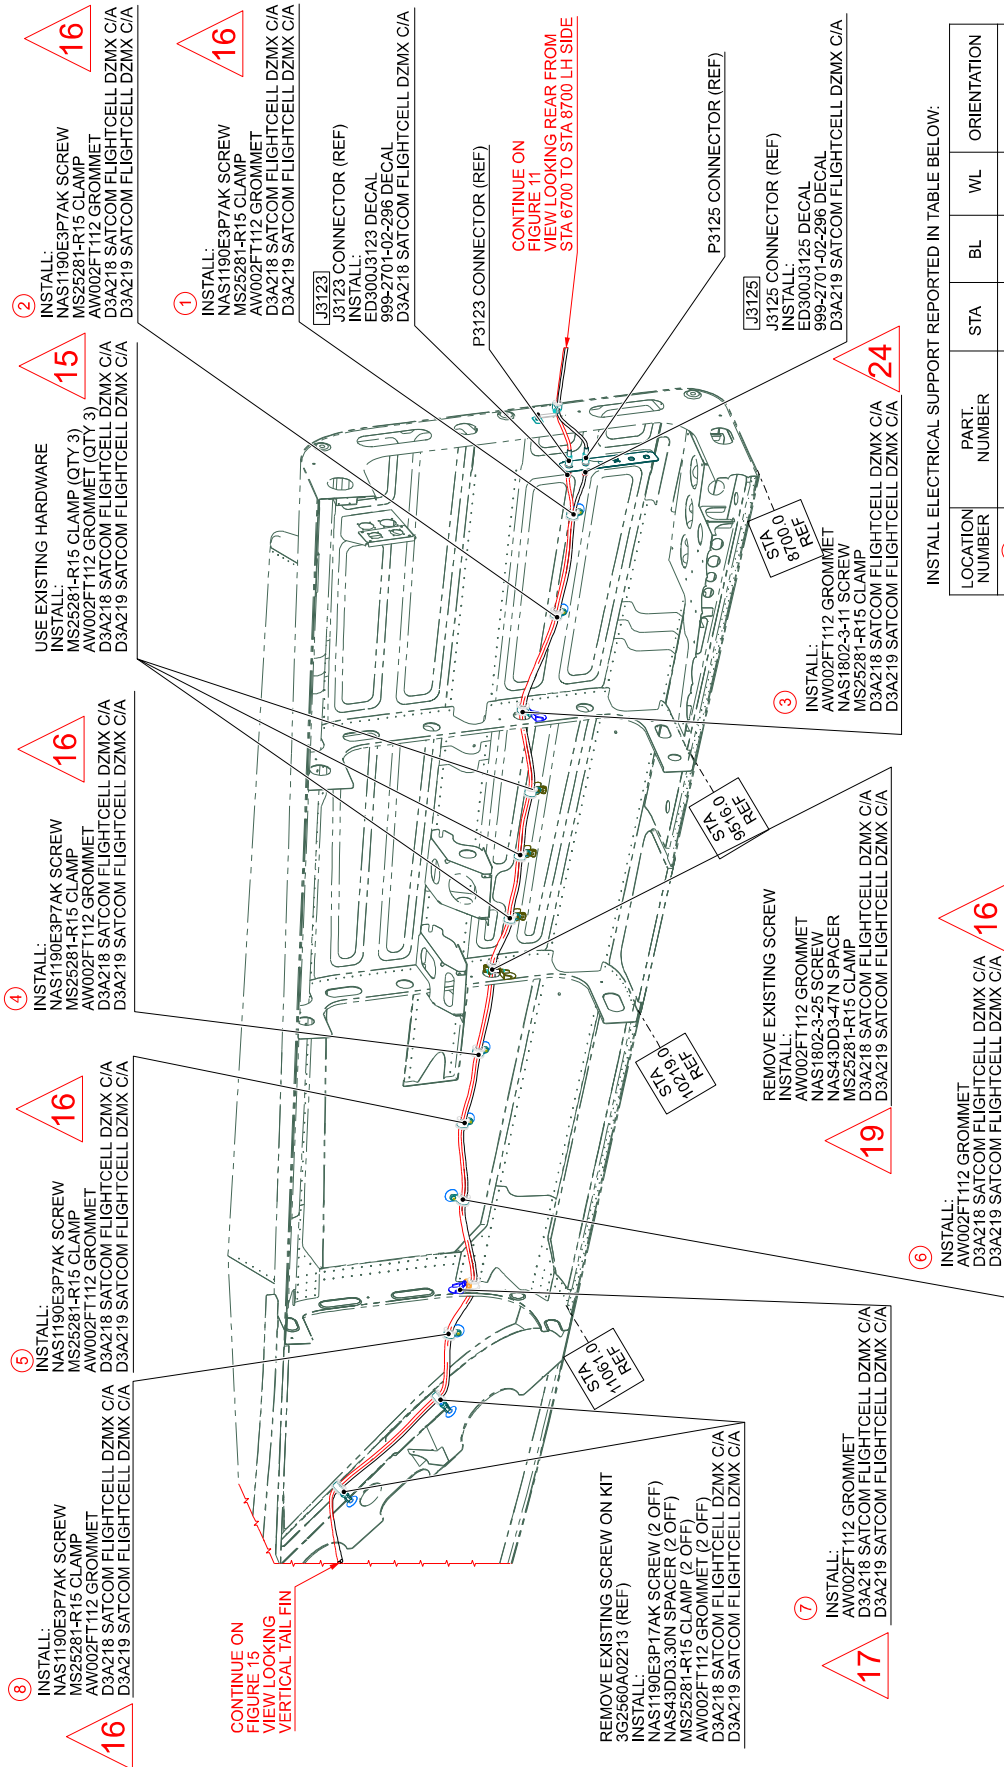 8
INSTALL:
NAS1190E3P7AK SCREW
MS25281-R15 CLAMP
AW002FT112 GROMMET
D3A218 SATCOM FLIGHTCELL DZMX C/A
D3A219 SATCOM FLIGHTCELL DZMX C/A
16
5
INSTALL:
NAS1190E3P7AK SCREW
MS25281-R15 CLAMP
AW002FT112 GROMMET
D3A218 SATCOM FLIGHTCELL DZMX C/A
D3A219 SATCOM FLIGHTCELL DZMX C/A
16
4
INSTALL:
NAS1190E3P7AK SCREW
MS25281-R15 CLAMP
AW002FT112 GROMMET
D3A218 SATCOM FLIGHTCELL DZMX C/A
D3A219 SATCOM FLIGHTCELL DZMX C/A
16
USE EXISTING HARDWARE
INSTALL:
MS25281-R15 CLAMP (QTY 3)
AW002FT112 GROMMET (QTY 3)
D3A218 SATCOM FLIGHTCELL DZMX C/A
D3A219 SATCOM FLIGHTCELL DZMX C/A
15
2
INSTALL:
NAS1190E3P7AK SCREW
MS25281-R15 CLAMP
AW002FT112 GROMMET
D3A218 SATCOM FLIGHTCELL DZMX C/A
D3A219 SATCOM FLIGHTCELL DZMX C/A
16
1
INSTALL:
NAS1190E3P7AK SCREW
MS25281-R15 CLAMP
AW002FT112 GROMMET
D3A218 SATCOM FLIGHTCELL DZMX C/A
D3A219 SATCOM FLIGHTCELL DZMX C/A
16
J3123
J3123 CONNECTOR (REF)
INSTALL:
ED300J3123 DECAL
999-2701-02-296 DECAL
D3A218 SATCOM FLIGHTCELL DZMX C/A
P3123 CONNECTOR (REF)
CONTINUE ON
FIGURE 11
VIEW LOOKING REAR FROM
STA 6700 TO STA 8700 LH SIDE
P3125 CONNECTOR (REF)
J3125
J3125 CONNECTOR (REF)
INSTALL:
ED300J3125 DECAL
999-2701-02-296 DECAL
D3A219 SATCOM FLIGHTCELL DZMX C/A
CONTINUE ON
FIGURE 15
VIEW LOOKING
VERTICAL TAIL FIN
STA
11061.0
REF
STA
10219.0
REF
STA
9516.0
REF
STA
8700.0
REF
REMOVE EXISTING SCREW ON KIT
3G2560A02213 (REF)
INSTALL:
NAS1190E3P17AK SCREW (2 OFF)
NAS43DD3.30N SPACER (2 OFF)
MS25281-R15 CLAMP (2 OFF)
AW002FT112 GROMMET (2 OFF)
D3A218 SATCOM FLIGHTCELL DZMX C/A
D3A219 SATCOM FLIGHTCELL DZMX C/A
7
INSTALL:
AW002FT112 GROMMET
D3A218 SATCOM FLIGHTCELL DZMX C/A
D3A219 SATCOM FLIGHTCELL DZMX C/A
17
REMOVE EXISTING SCREW
INSTALL:
AW002FT112 GROMMET
NAS1802-3-25 SCREW
NAS43DD3-47N SPACER
MS25281-R15 CLAMP
D3A218 SATCOM FLIGHTCELL DZMX C/A
D3A219 SATCOM FLIGHTCELL DZMX C/A
19
3
INSTALL:
AW002FT112 GROMMET
NAS1802-3-11 SCREW
MS25281-R15 CLAMP
D3A218 SATCOM FLIGHTCELL DZMX C/A
D3A219 SATCOM FLIGHTCELL DZMX C/A
24
6
INSTALL:
AW002FT112 GROMMET
D3A218 SATCOM FLIGHTCELL DZMX C/A
D3A219 SATCOM FLIGHTCELL DZMX C/A
16
INSTALL ELECTRICAL SUPPORT REPORTED IN TABLE BELOW:
LOCATION NUMBER PART. NUMBER STA BL WL ORIENTATION